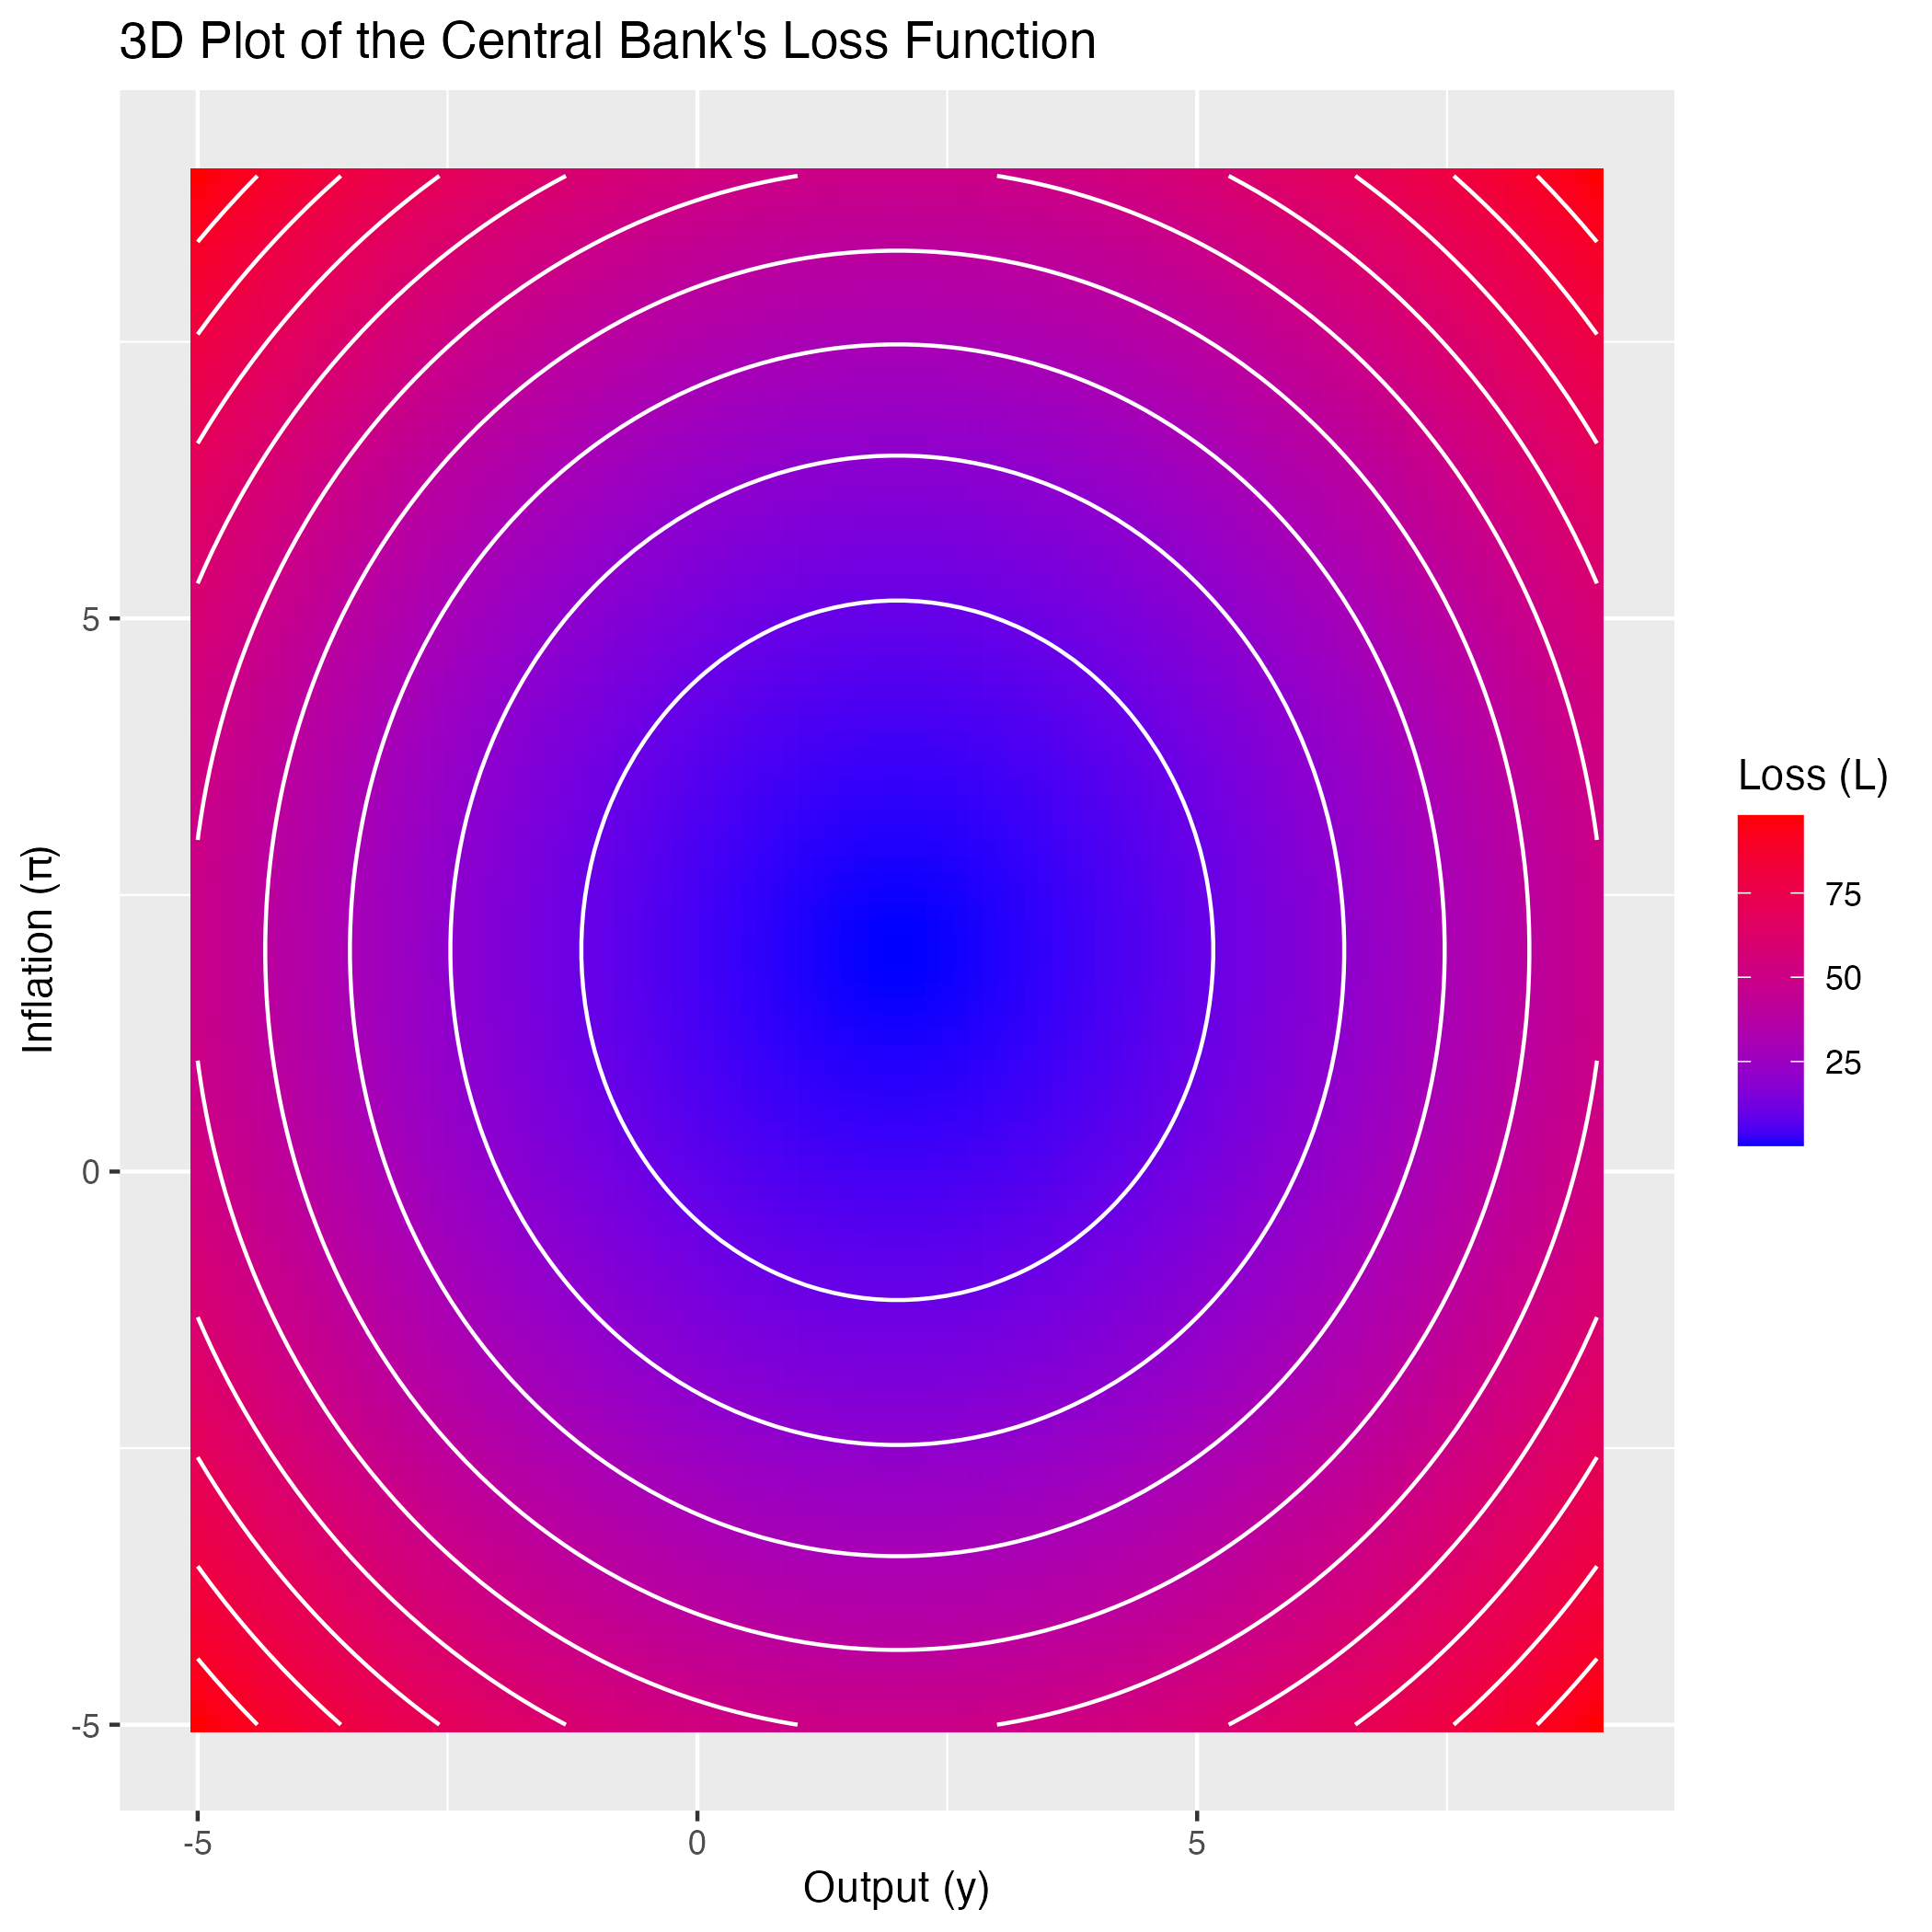 3D Plot of the Central Bank's Loss Function
Inflation (π)
5
0
-5
-5
0
5
Output (y)
Loss (L)
75
50
25